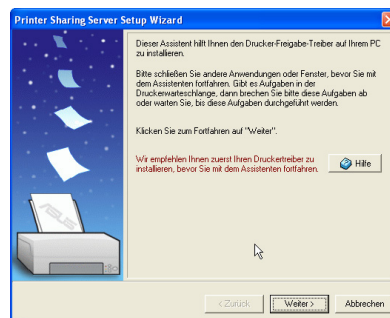 Printer Sharing Server Setup Wizard
Dieser Assistent hilft Ihnen den Drucker-Freigabe-Treiber auf Ihrem PC
zu installieren.
Bitte schließen Sie andere Anwendungen oder Fenster, bevor Sie mit
dem Assistenten fortfahren. Gibt es Aufgaben in der
Druckerwarteschlange, dann brechen Sie bitte diese Aufgaben ab
oder warten Sie, bis diese Aufgaben durchgeführt werden.
Klicken Sie zum Fortfahren auf "Weiter".
Wir empfehlen Ihnen zuerst Ihren Druckertreiber zu
installieren, bevor Sie mit dem Assistenten fortfahren.
Hilfe
ASUS
< Zurück
Weiter >
Abbrechen